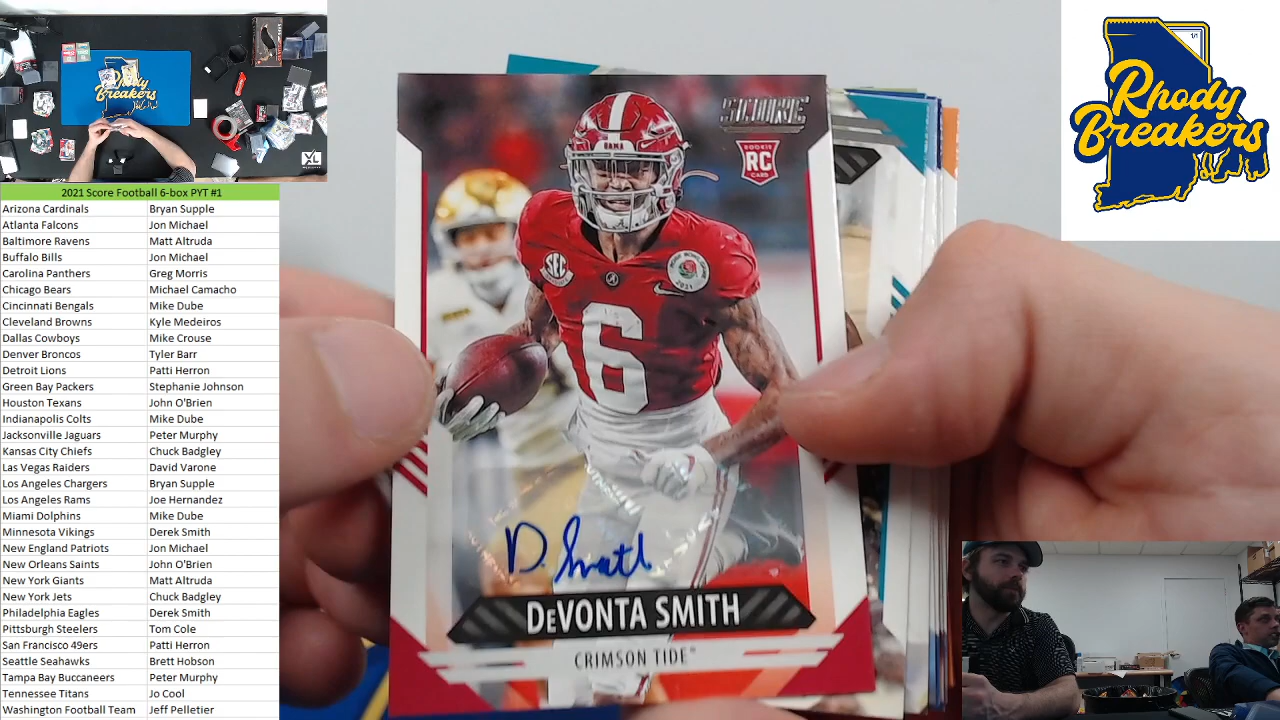 2021 Score Football 6-box PYT #1
Arizona Cardinals Bryan Supple
Atlanta Falcons Jon Michael
Baltimore Ravens Matt Altruda
Buffalo Bills Jon Michael
Carolina Panthers Greg Morris
Chicago Bears Michael Camacho
Cincinnati Bengals Mike Dube
Cleveland Browns Kyle Medeiros
Dallas Cowboys Mike Crouse
Denver Broncos Tyler Barr
Detroit Lions Patti Herron
Green Bay Packers Stephanie Johnson
Houston Texans John O'Brien
Indianapolis Colts Mike Dube
Jacksonville Jaguars Peter Murphy
Kansas City Chiefs Chuck Badgley
Las Vegas Raiders David Varone
Los Angeles Chargers Bryan Supple
Los Angeles Rams Joe Hernandez
Miami Dolphins Mike Dube
Minnesota Vikings Derek Smith
New England Patriots Jon Michael
New Orleans Saints John O'Brien
New York Giants Matt Altruda
New York Jets Chuck Badgley
Philadelphia Eagles Derek Smith
Pittsburgh Steelers Tom Cole
San Francisco 49ers Patti Herron
Seattle Seahawks Brett Hobson
Tampa Bay Buccaneers Peter Murphy
Tennessee Titans Jo Cool
Washington Football Team Jeff Pelletier
Rhody
Breakers
XL
SCORE
ROOKIE
RC
CARD
BAMA
SEC
6
D. Smith
DeVONTA SMITH
CRIMSON TIDE
1/1
Rhody
Breakers